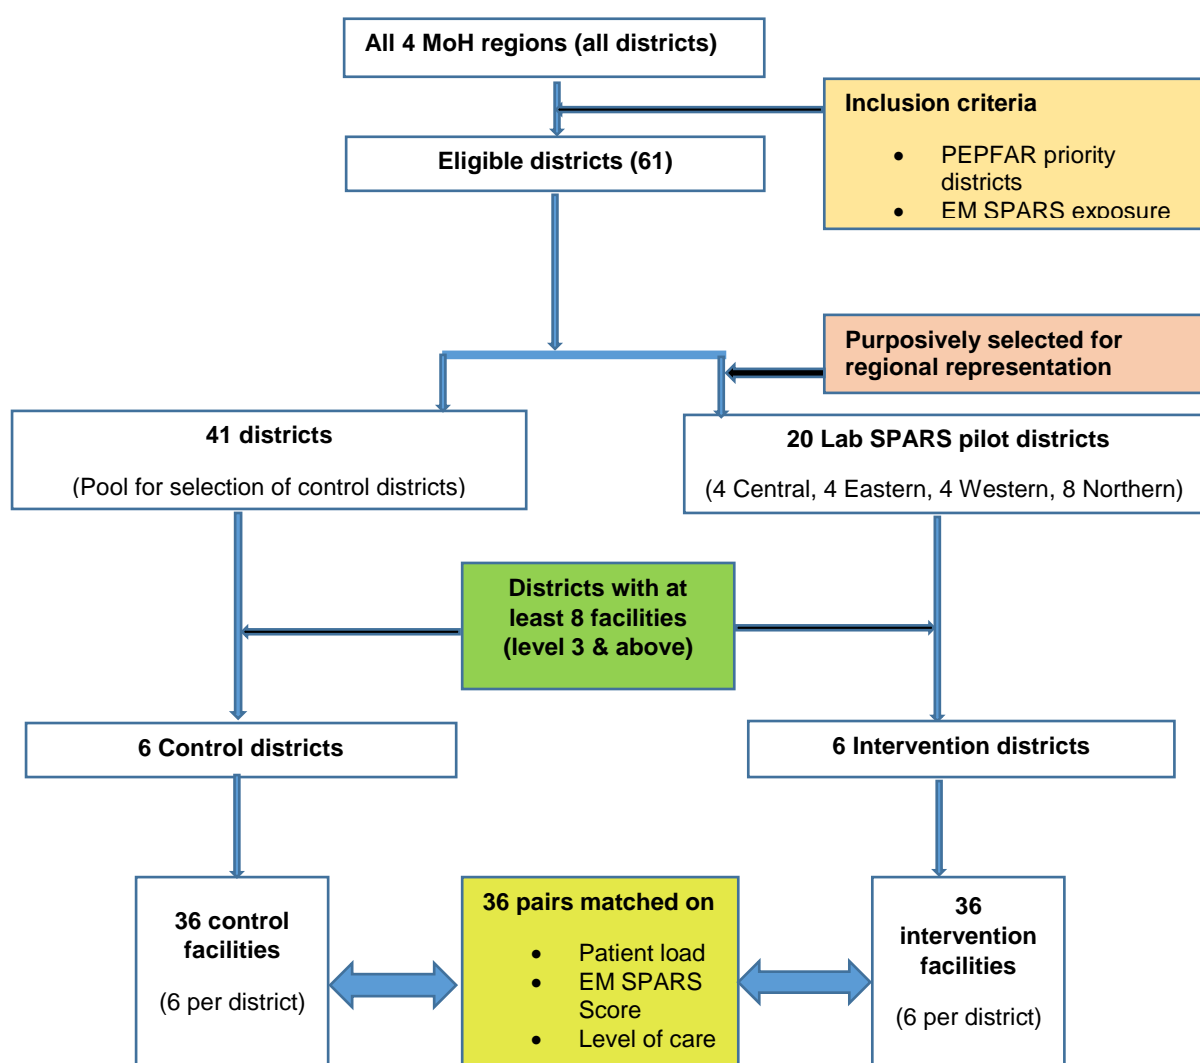 All 4 MoH regions (all districts)
Inclusion criteria
• PEPFAR priority
districts
• EM SPARS exposure
Eligible districts (61)
Purposively selected for
regional representation
41 districts
(Pool for selection of control districts)
20 Lab SPARS pilot districts
(4 Central, 4 Eastern, 4 Western, 8 Northern)
Districts with at
least 8 facilities
(level 3 & above)
6 Control districts
6 Intervention districts
36 control
facilities
(6 per district)
36 pairs matched on
• Patient load
• EM SPARS
Score
• Level of care
36
intervention
facilities
(6 per district)